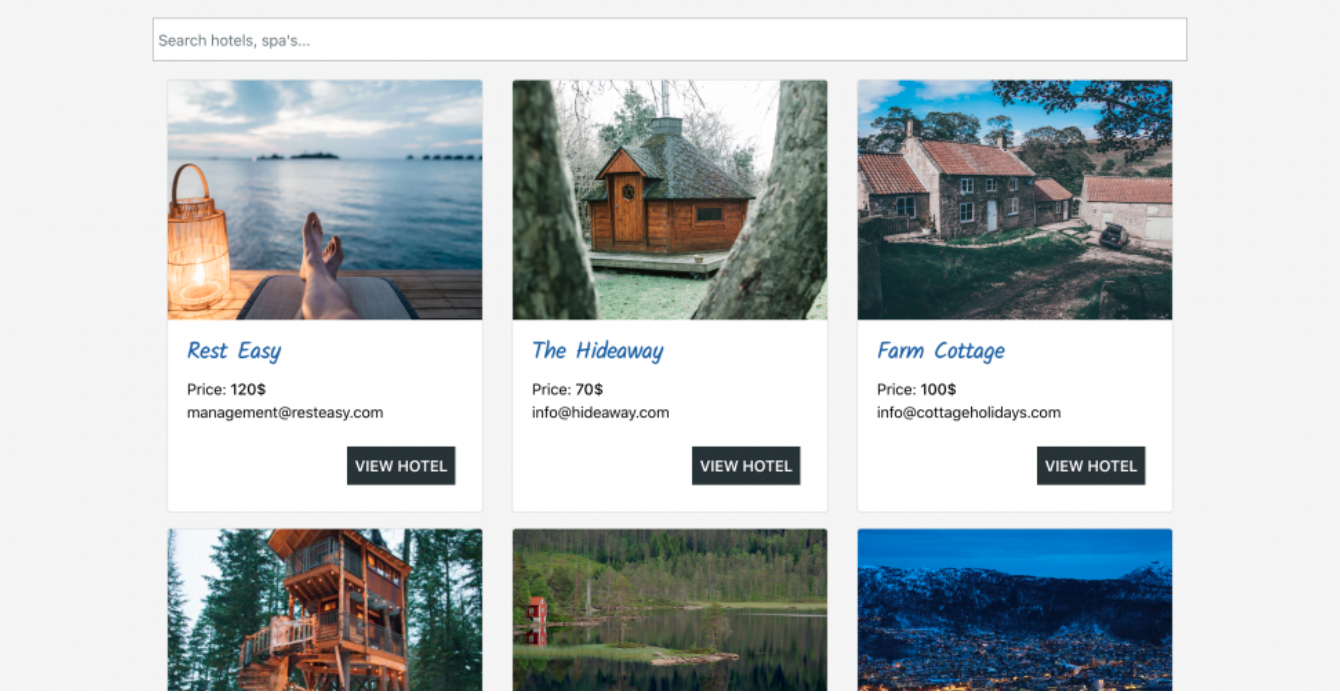 Search hotels, spa's...
Rest Easy
Price: 120$
management@resteasy.com
VIEW HOTEL
The Hideaway
Price: 70$
info@hideaway.com
VIEW HOTEL
Farm Cottage
Price: 100$
info@cottageholidays.com
VIEW HOTEL